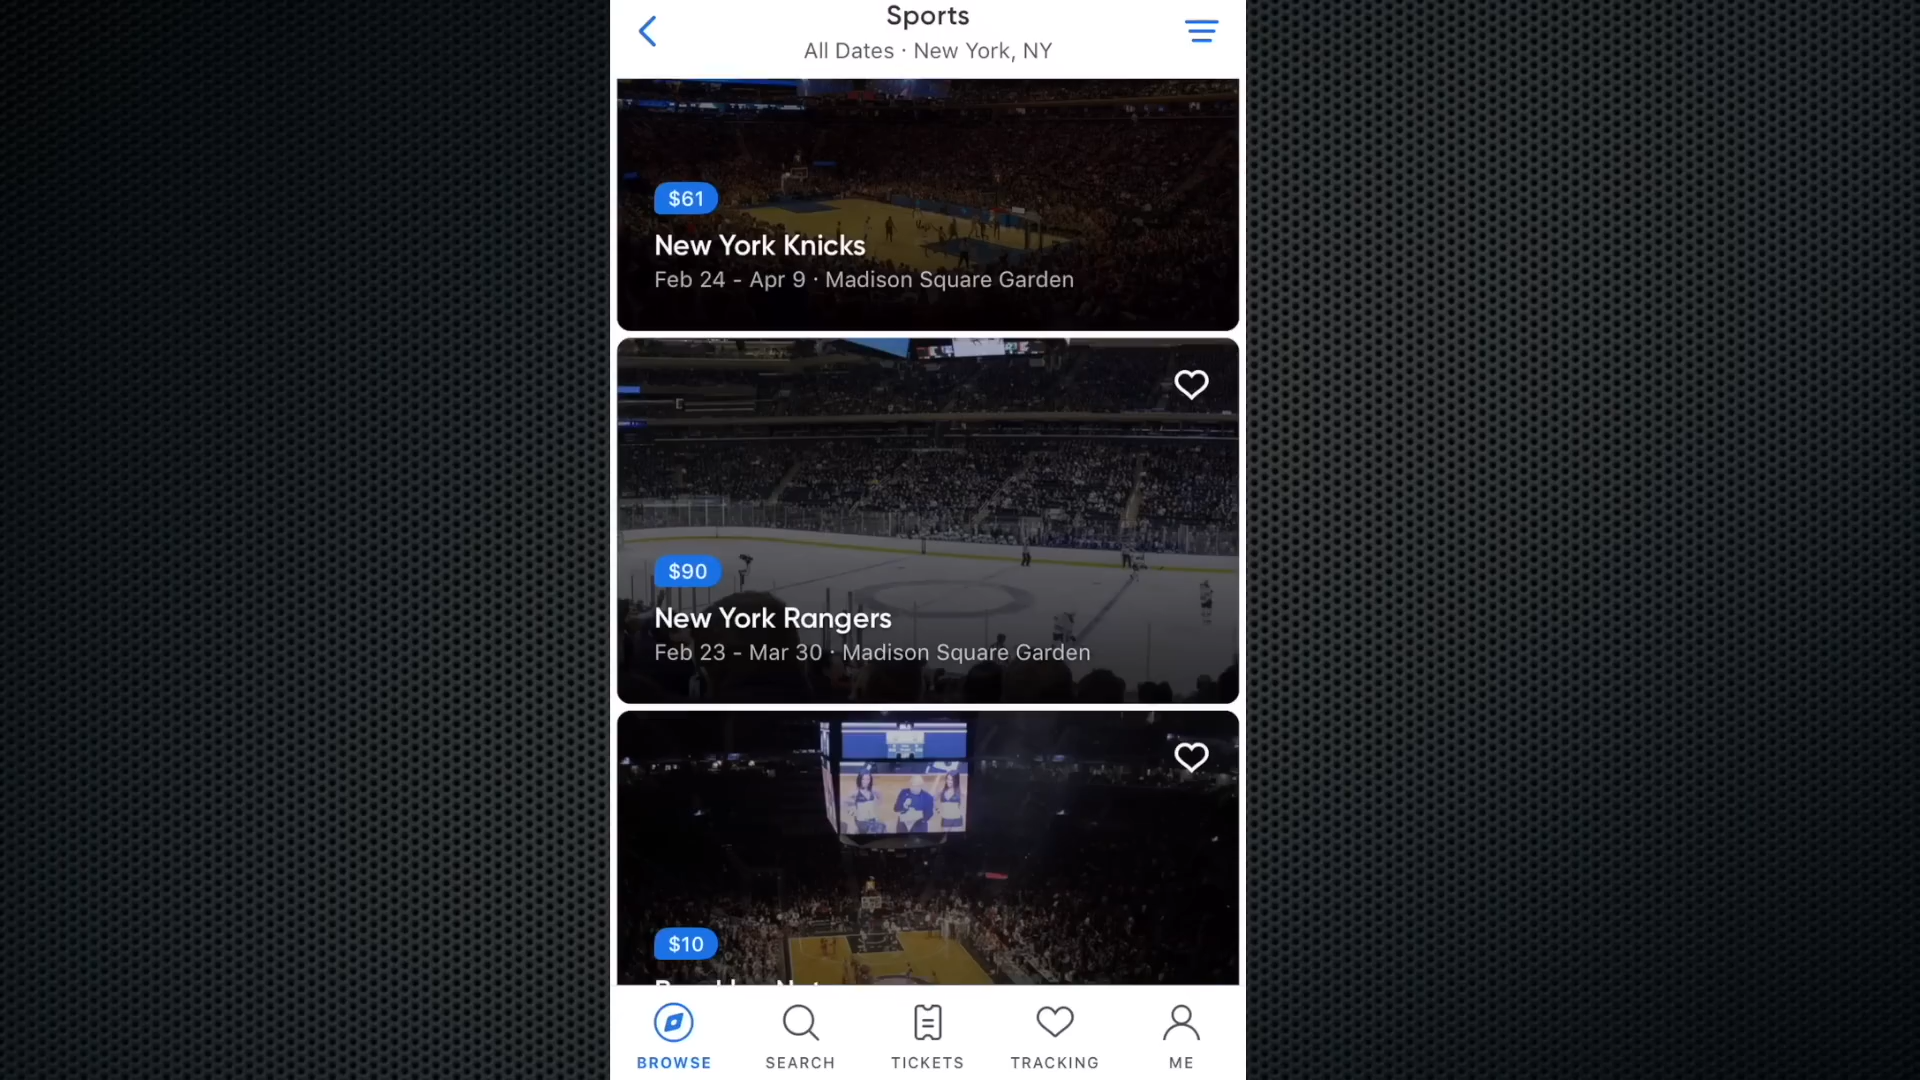 Sports
All Dates · New York, NY
$61
New York Knicks
Feb 24 - Apr 9 · Madison Square Garden
$90
New York Rangers
Feb 23 - Mar 30 · Madison Square Garden
$10
BROWSE
SEARCH
TICKETS
TRACKING
ME